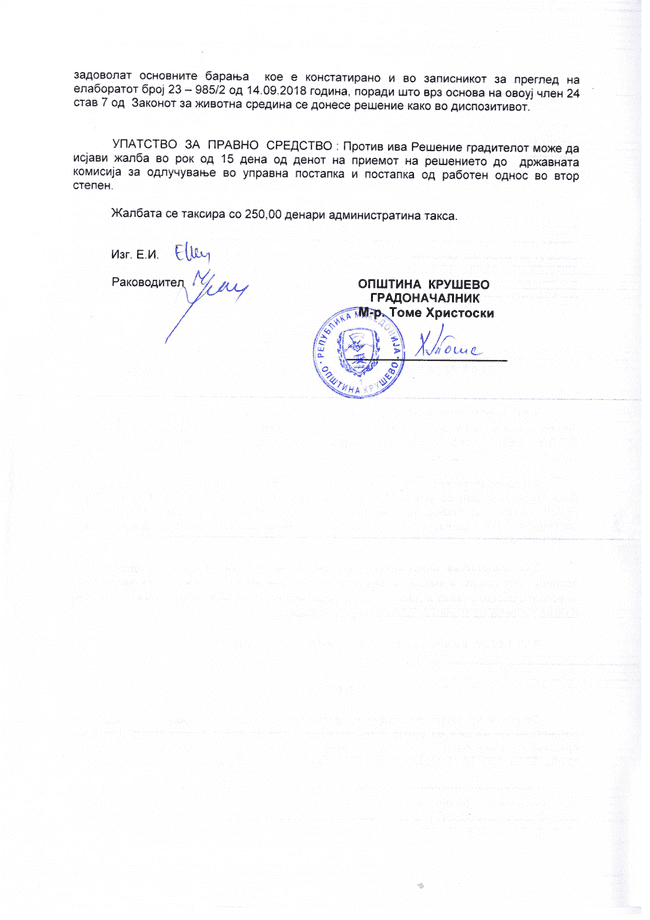 задоволат основните барања кое е констатирано и во записникот за преглед на
елаборатот број 23 – 985/2 од 14.09.2018 година, поради што врз основа на овоуј член 24
став 7 од Законот за животна средина се донесе решение како во диспозитивот.
УПАТСТВО ЗА ПРАВНО СРЕДСТВО : Против ива Решение градителот може да
исјави жалба во рок од 15 дена од денот на приемот на решението до државната
комисија за одлучување во управна постапка и постапка од работен однос во втор
степен.
Жалбата се таксира со 250,00 денари административна такса.
Изг. Е.И.
Раководител
ОПШТИНА КРУШЕВО
ГРАДОНАЧАЛНИК
М-р. Томе Христоски
РЕПУБЛИКА МАКЕДОНИЈА
ОПШТИНА КРУШЕВО